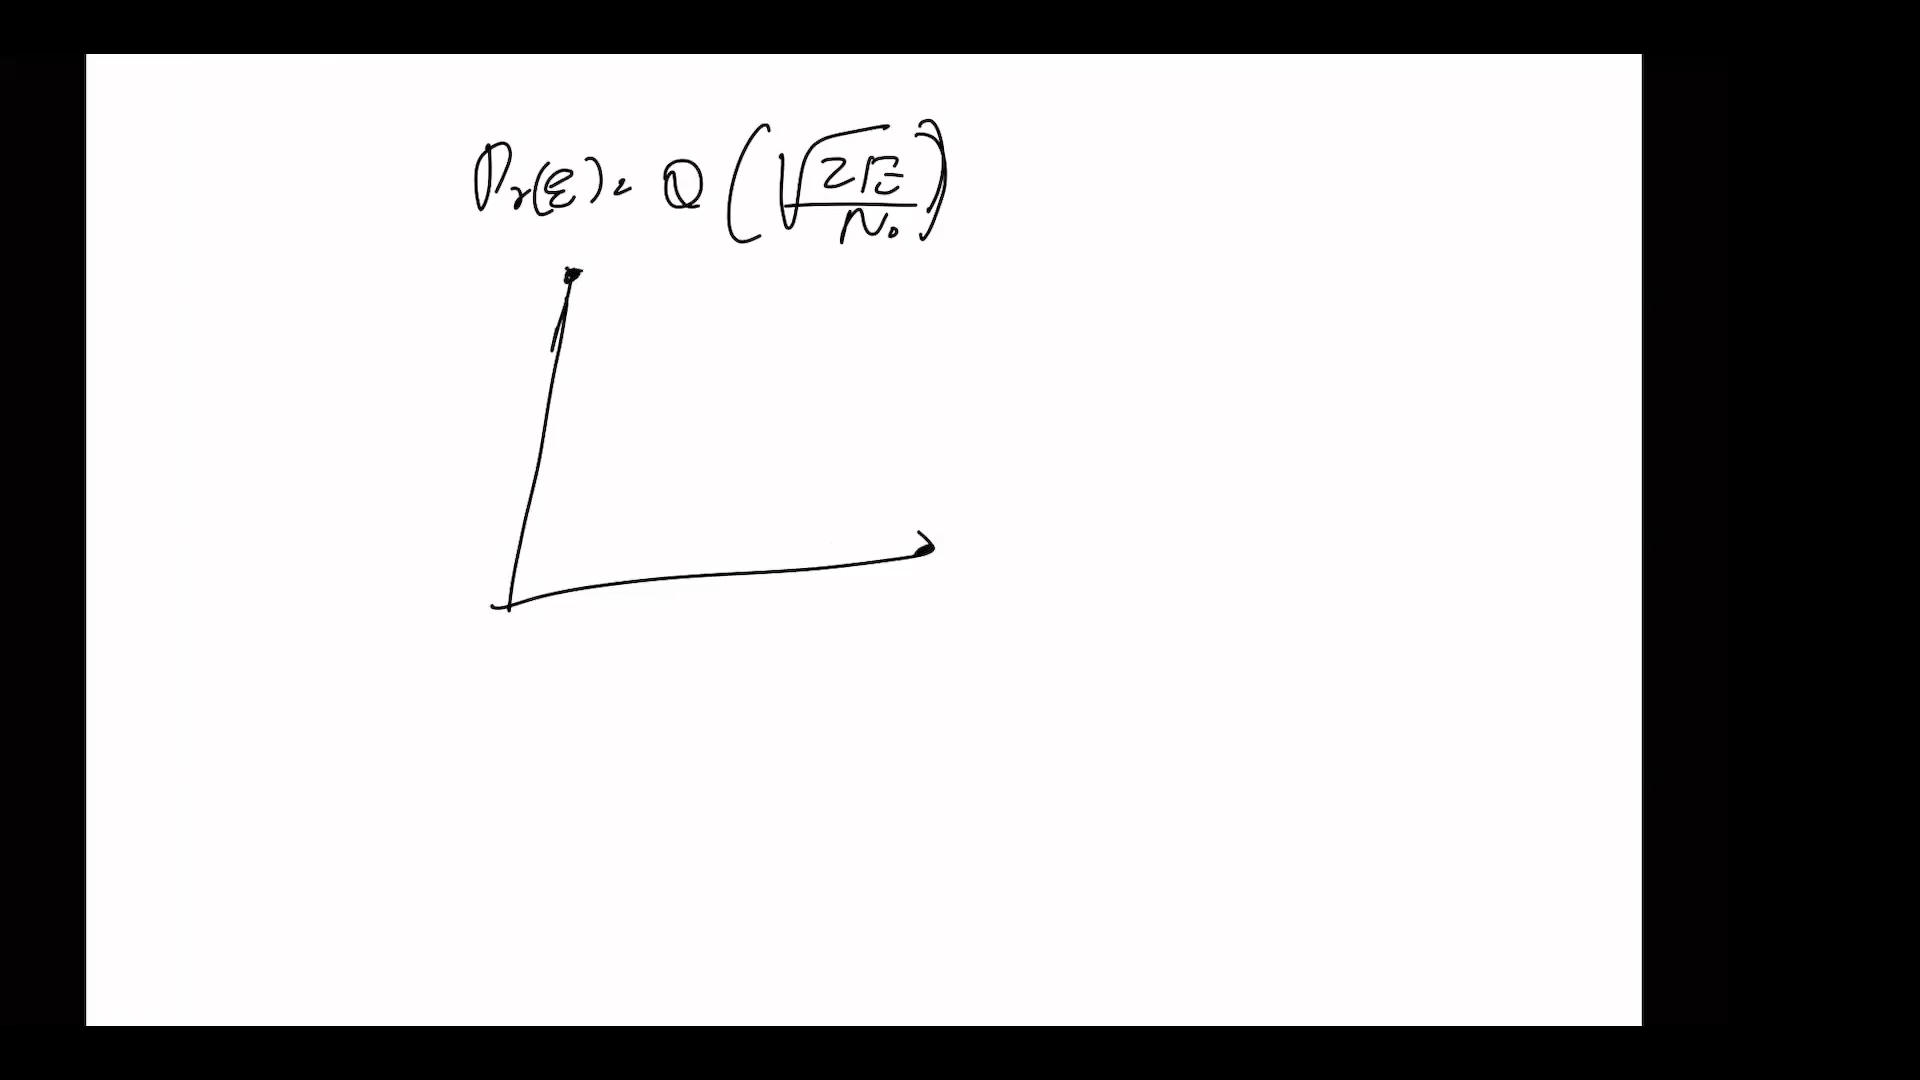 Pr(ℰ) = Q(√(2E/N₀))